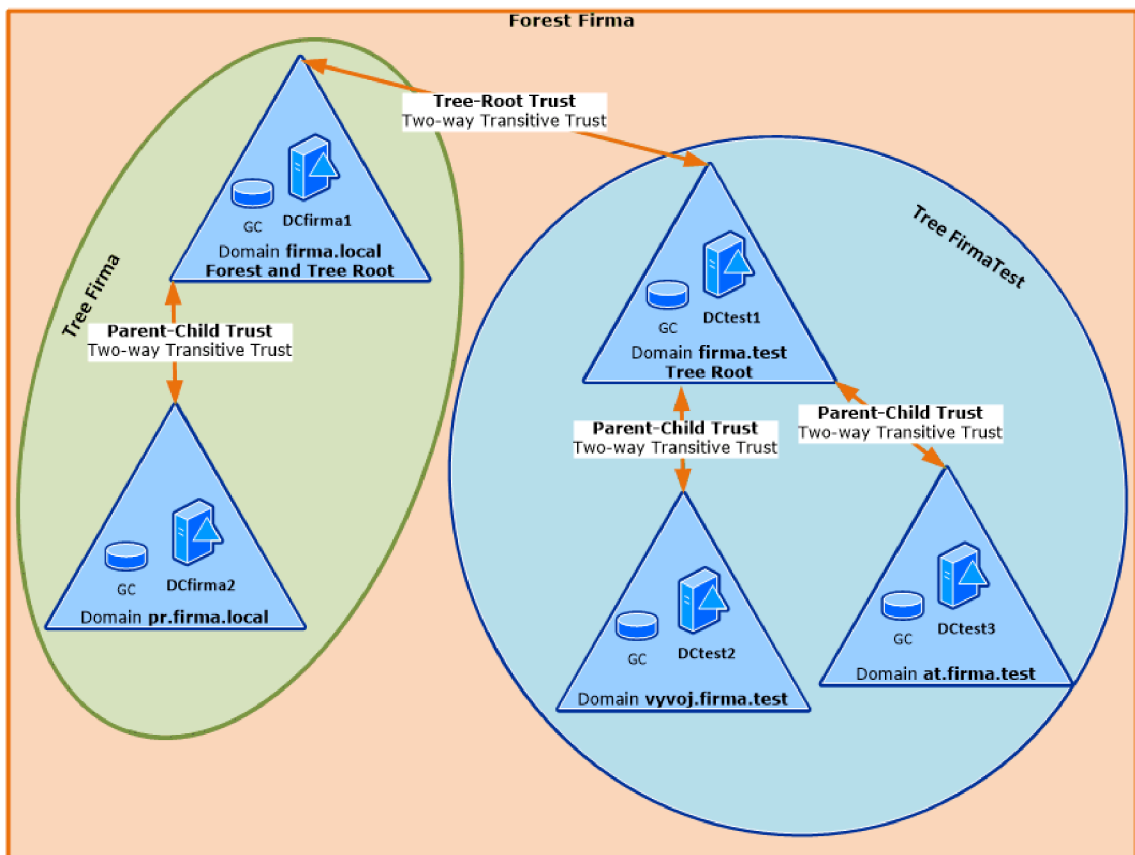 Forest Firma
Tree-Root Trust
Two-way Transitive Trust
Tree Firma
GC
DCfirma1
Domain firma.local
Forest and Tree Root
Parent-Child Trust
Two-way Transitive Trust
GC
DCfirma2
Domain pr.firma.local
Tree FirmaTest
GC
DCtest1
Domain firma.test
Tree Root
Parent-Child Trust
Two-way Transitive Trust
Parent-Child Trust
Two-way Transitive Trust
GC
DCtest2
Domain vyvoj.firma.test
GC
DCtest3
Domain at.firma.test